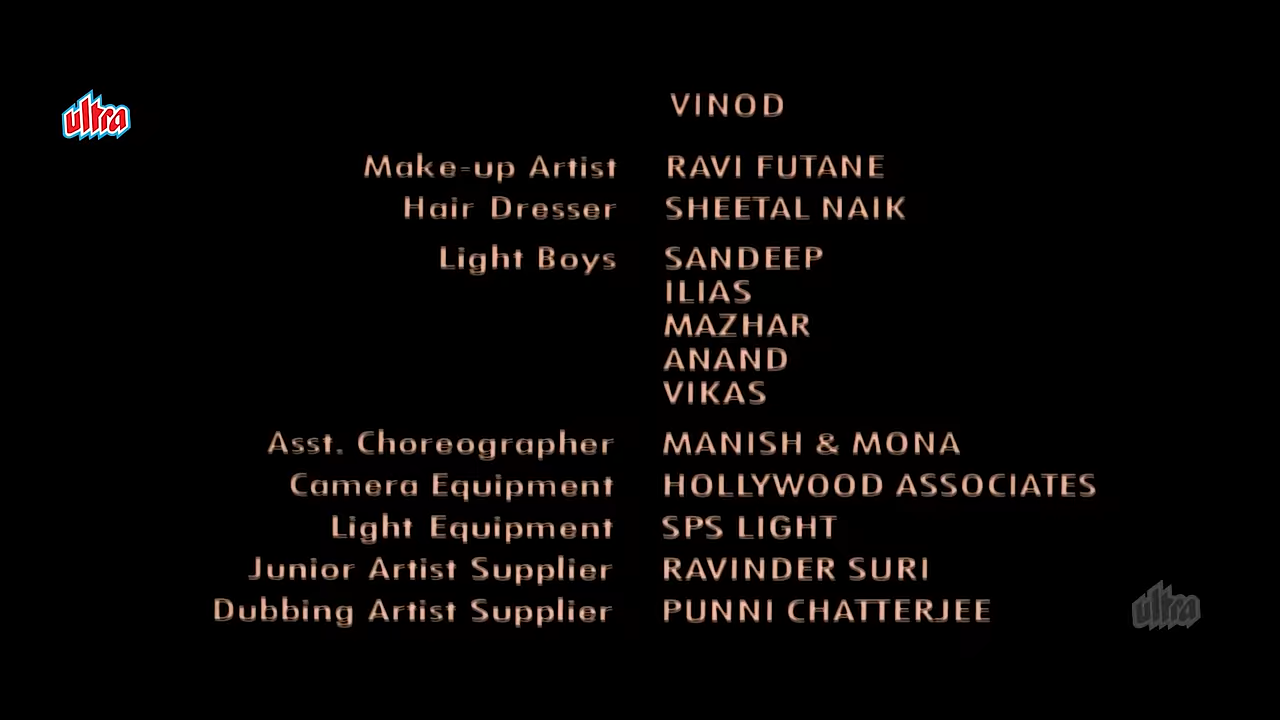 ultra
VINOD
Make-up Artist RAVI FUTANE
Hair Dresser SHEETAL NAIK
Light Boys SANDEEP
ILIAS
MAZHAR
ANAND
VIKAS
Asst. Choreographer MANISH & MONA
Camera Equipment HOLLYWOOD ASSOCIATES
Light Equipment SPS LIGHT
Junior Artist Supplier RAVINDER SURI
Dubbing Artist Supplier PUNNI CHATTERJEE
ultra